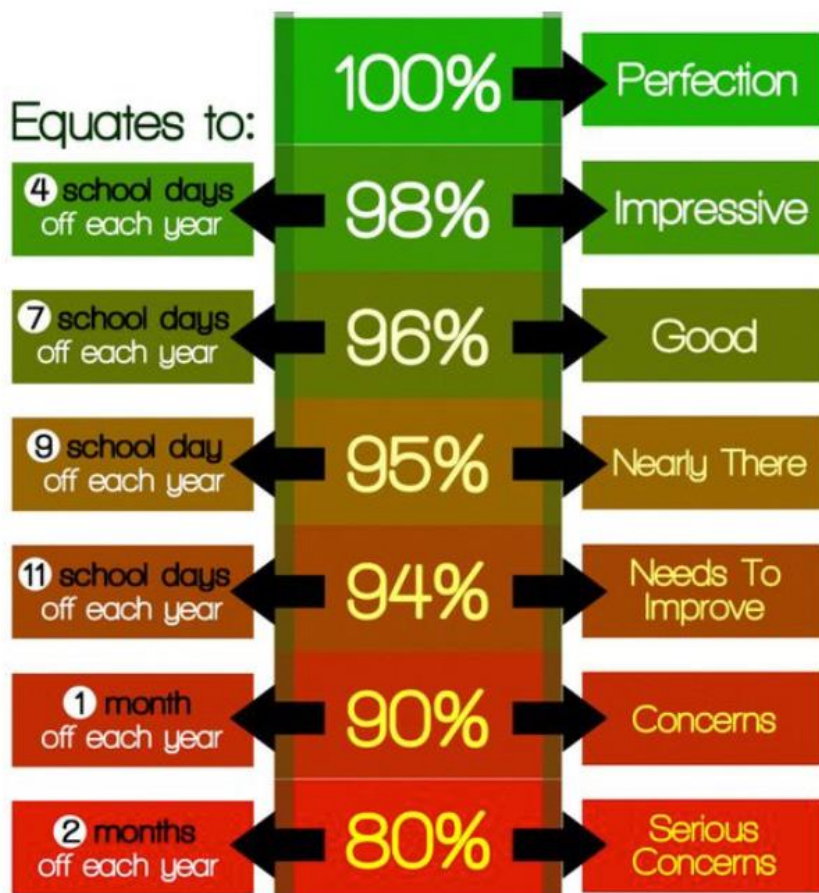 100%
Perfection
Equates to:
4 school days
off each year
98%
Impressive
7 school days
off each year
96%
Good
9 school day
off each year
95%
Nearly There
11 school days
off each year
94%
Needs To
Improve
1 month
off each year
90%
Concerns
2 months
off each year
80%
Serious
Concerns